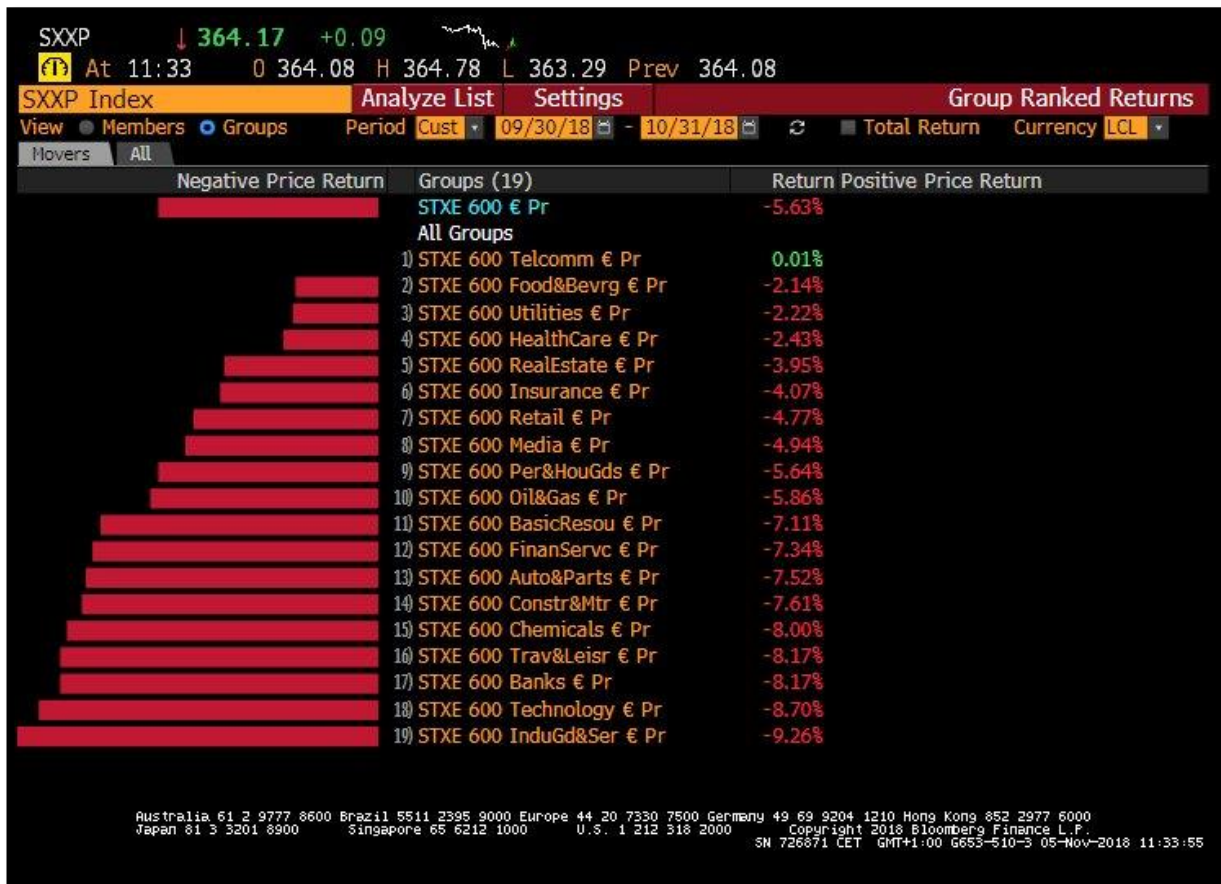 SXXP ↓ 364.17 +0.09
At 11:33 O 364.08 H 364.78 L 363.29 Prev 364.08
SXXP Index Analyze List Settings Group Ranked Returns
View Members Groups Period Cust 09/30/18 - 10/31/18 Total Return Currency LCL
Movers All
Negative Price Return Groups (19) Return Positive Price Return
STXE 600 € Pr -5.63%
All Groups
1) STXE 600 Telcomm € Pr 0.01%
2) STXE 600 Food&Bevrg € Pr -2.14%
3) STXE 600 Utilities € Pr -2.22%
4) STXE 600 HealthCare € Pr -2.43%
5) STXE 600 RealEstate € Pr -3.95%
6) STXE 600 Insurance € Pr -4.07%
7) STXE 600 Retail € Pr -4.77%
8) STXE 600 Media € Pr -4.94%
9) STXE 600 Per&HouGds € Pr -5.64%
10) STXE 600 Oil&Gas € Pr -5.86%
11) STXE 600 BasicResou € Pr -7.11%
12) STXE 600 FinanServc € Pr -7.34%
13) STXE 600 Auto&Parts € Pr -7.52%
14) STXE 600 Constr&Mtr € Pr -7.61%
15) STXE 600 Chemicals € Pr -8.00%
16) STXE 600 Trav&Leisr € Pr -8.17%
17) STXE 600 Banks € Pr -8.17%
18) STXE 600 Technology € Pr -8.70%
19) STXE 600 InduGd&Ser € Pr -9.26%
Australia 61 2 9777 8600 Brazil 5511 2395 9000 Europe 44 20 7330 7500 Germany 49 69 9204 1210 Hong Kong 852 2977 6000
Japan 81 3 3201 8900 Singapore 65 6212 1000 U.S. 1 212 318 2000 Copyright 2018 Bloomberg Finance L.P.
SN 726871 CET GMT+1:00 G653-510-3 05-Nov-2018 11:33:55